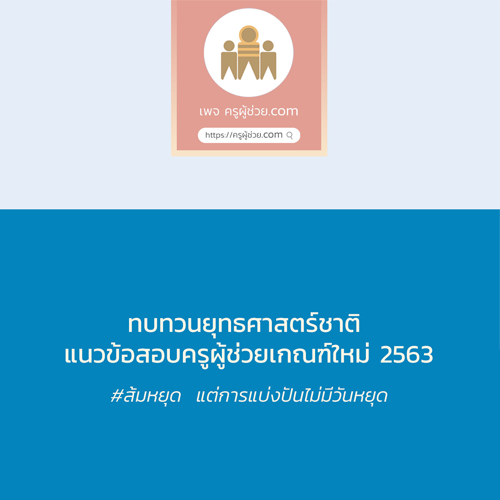 เพจ ครูผู้ช่วย.com
https://ครูผู้ช่วย.com
ทบทวนยุทธศาสตร์ชาติ
แนวข้อสอบครูผู้ช่วยเกณฑ์ใหม่ 2563
#ส้มหยุด แต่การแบ่งปันไม่มีวันหยุด